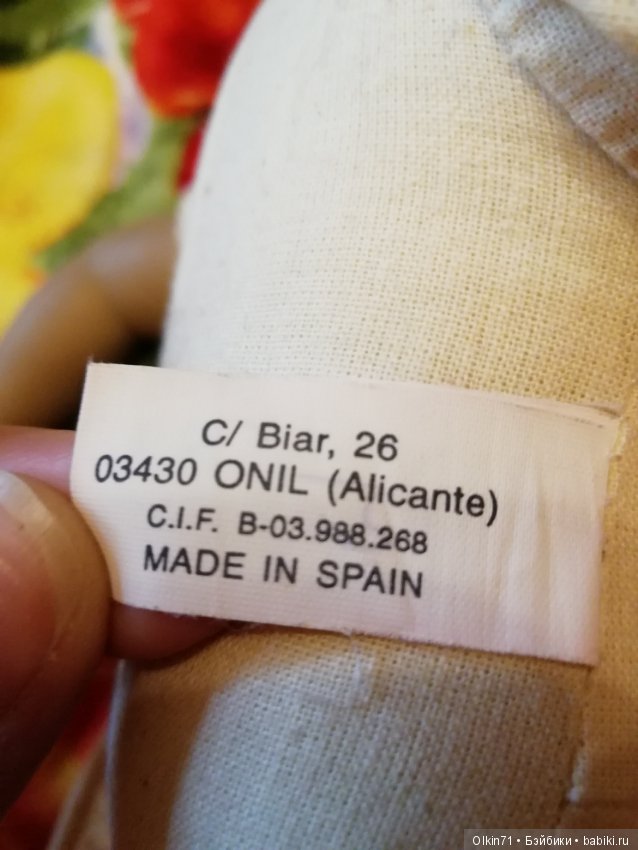 C/ Biar, 26
03430 ONIL (Alicante)
C.I.F. B-03.988.268
MADE IN SPAIN
Olkin71 • Бэйбики • babiki.ru